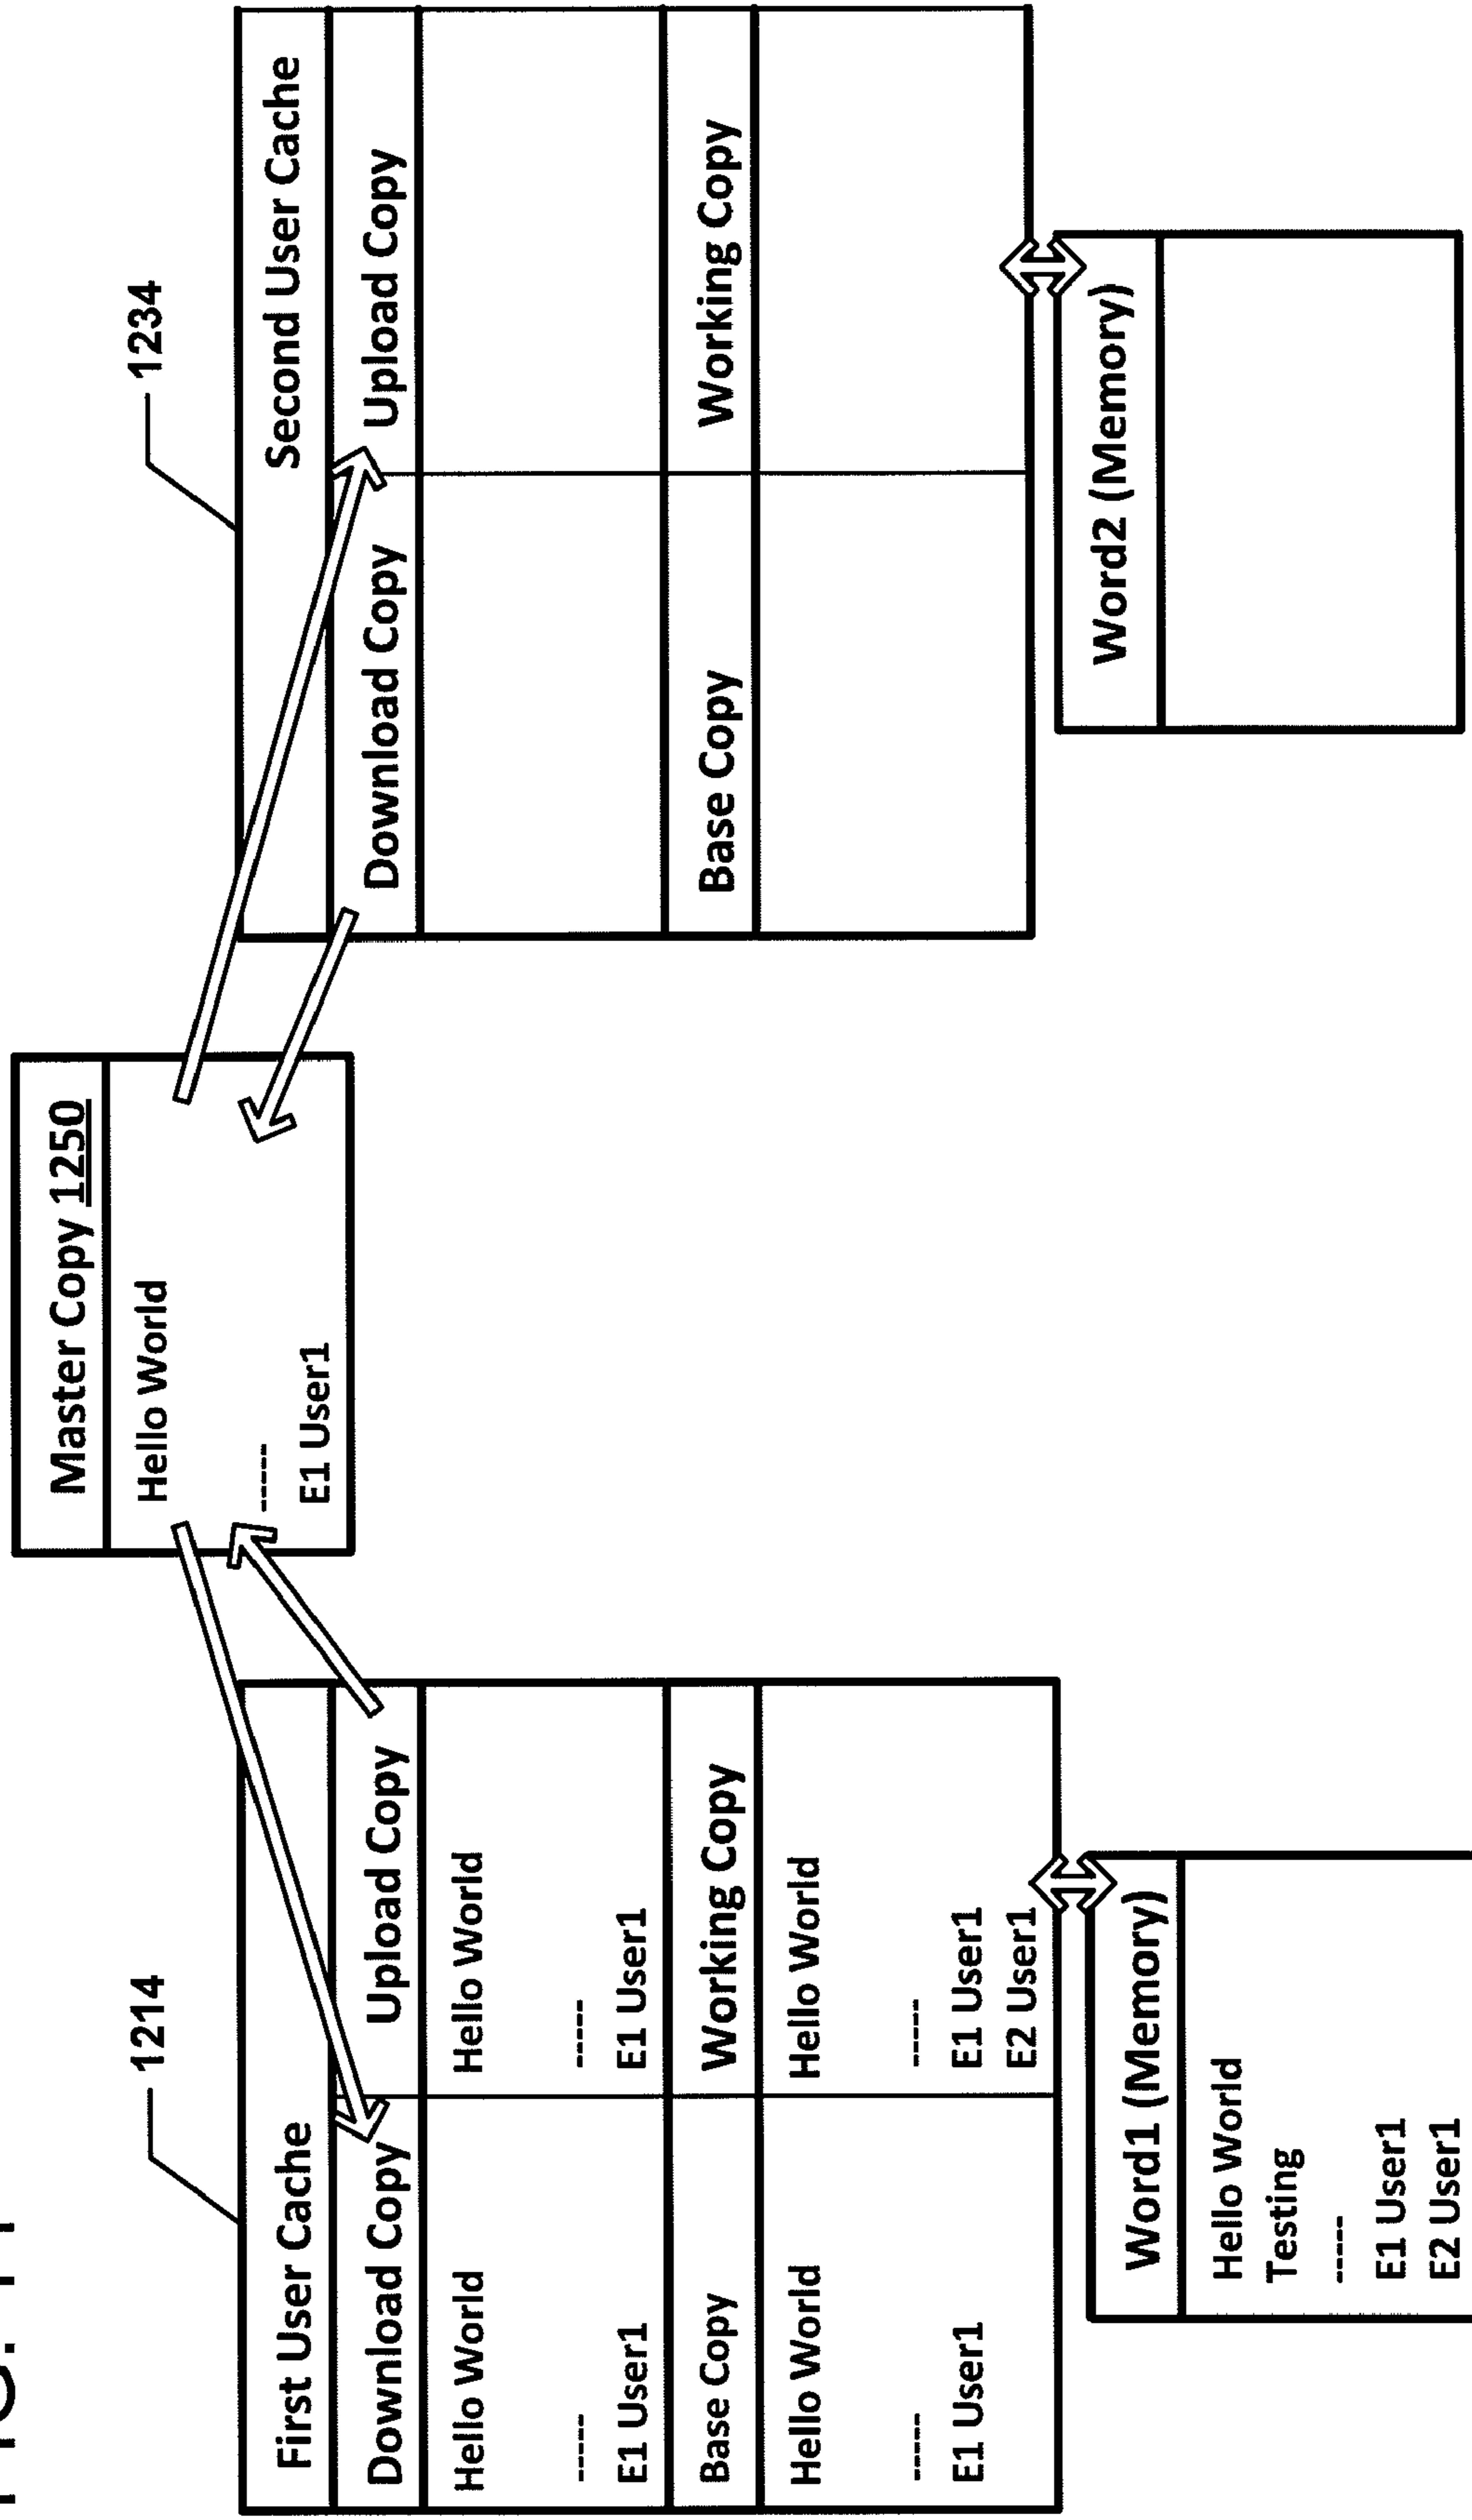 Master Copy 1250
Hello World
-----
E1 User1
1214
First User Cache
Download Copy
Upload Copy
Hello World
-----
E1 User1
Hello World
-----
E1 User1
Base Copy
Working Copy
Hello World
-----
E1 User1
Hello World
-----
E1 User1
E2 User1
Word1 (Memory)
Hello World
Testing
-----
E1 User1
E2 User1
1234
Second User Cache
Download Copy
Upload Copy
Base Copy
Working Copy
Word2 (Memory)